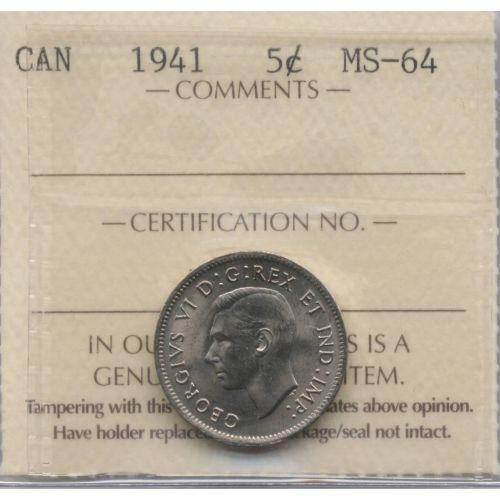 CAN 1941 5¢ MS-64
— COMMENTS —
— CERTIFICATION NO. —
IN OU S IS A
GENU ITEM.
Tampering with this ates above opinion.
Have holder replace kage/seal not intact.
GEORGIVS VI D:G:REX ET IND:IMP: